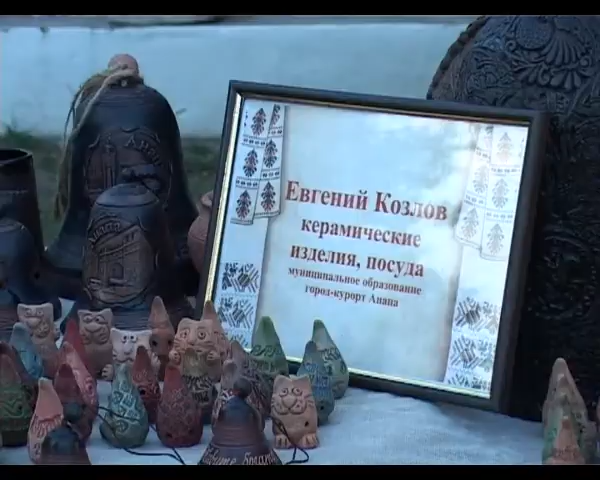 Евгений Козлов
керамические
изделия, посуда
муниципальное образование
город-курорт Анапа